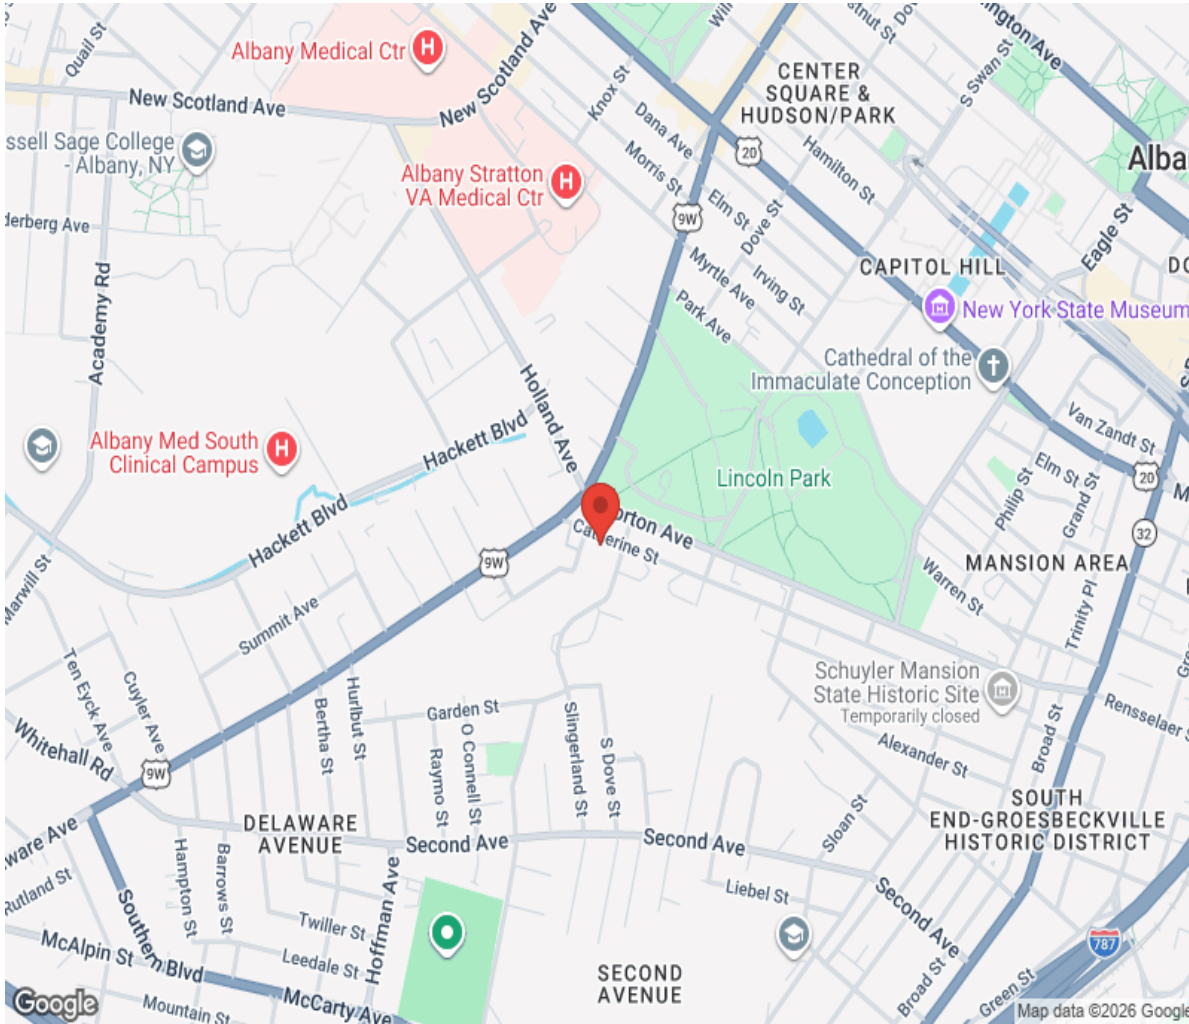 Albany Medical Ctr
Quail St
New Scotland Ave
New Scotland Ave
Knox St
CENTER
SQUARE &
HUDSON/PARK
S Swan St
20
Dana Ave
Morris St
Hamilton St
Albany, NY
Sage College
Albany Stratton
VA Medical Ctr
9W
Elm St
Dove St
Eagle St
Myrtle Ave
Irving St
CAPITOL HILL
Park Ave
New York State Museum
Academy Rd
Cathedral of the
Immaculate Conception
Holland Ave
Hackett Blvd
Van Zandt St
Albany Med South
Clinical Campus
Lincoln Park
Elm St
20
Philip St
Grand St
Hackett Blvd
Catherine St
Ave
32
9W
MANSION AREA
Marwill St
Warren St
Summit Ave
Trinity Pl
Ten Eyck Ave
Cuyler Ave
Schuyler Mansion
State Historic Site
Temporarily closed
Hurlbut St
Bertha St
Garden St
Slingerland St
S Dove St
O Connell St
Raymo St
Broad St
Whitehall Rd
9W
Alexander St
SOUTH
END-GROESBECKVILLE
HISTORIC DISTRICT
DELAWARE
AVENUE
Second Ave
Second Ave
Sloan St
Hampton St
Barrows St
Hoffman Ave
Rutland St
Liebel St
Second Ave
Southern Blvd
Twiller St
McAlpin St
Leedale St
SECOND
AVENUE
787
Broad St
Green St
McCarty Ave
Mountain St
Google
Map data ©2026 Google